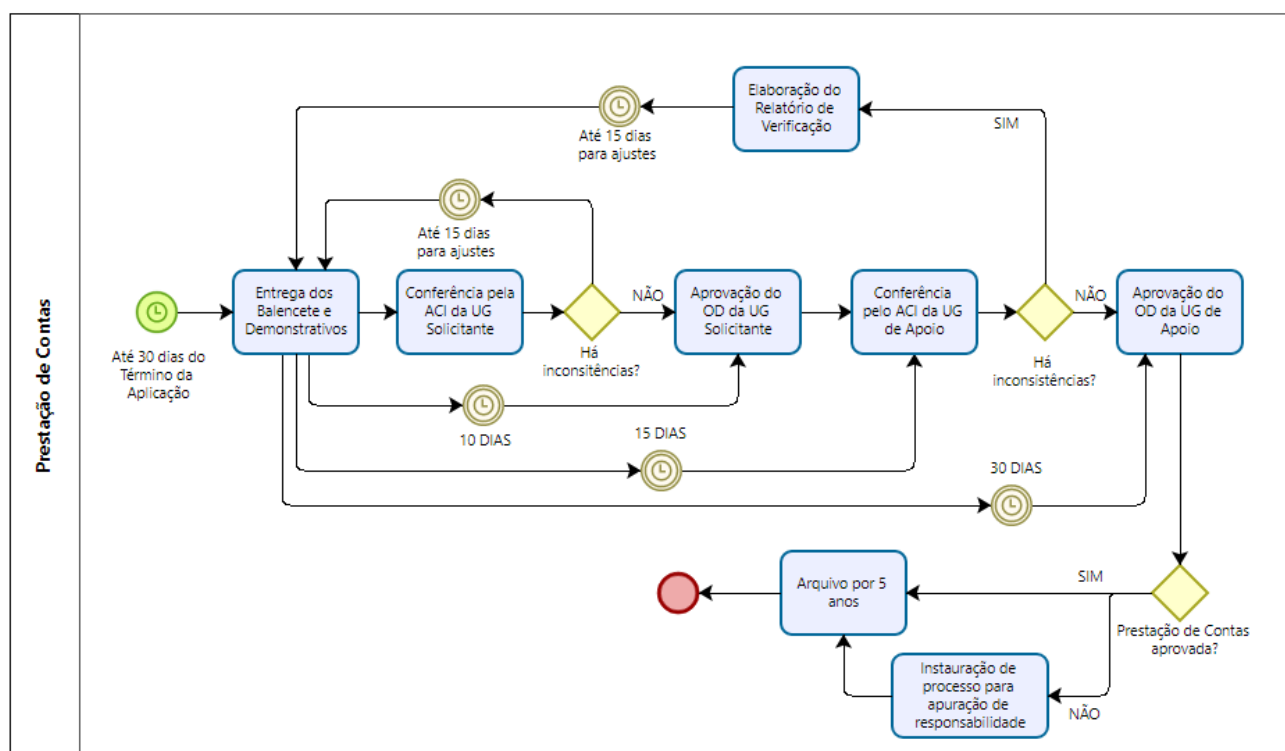 Prestação de Contas
Elaboração do
Relatório de
Verificação
SIM
Até 15 dias
para ajustes
Até 15 dias
para ajustes
Até 30 dias do
Término da
Aplicação
Entrega dos
Balencete e
Demonstrativos
Conferência pela
ACI da UG
Solicitante
Há
inconsitências?
NÃO
Aprovação do
OD da UG
Solicitante
Conferência
pelo ACI da UG
de Apoio
Há
inconsistências?
NÃO
Aprovação do
OD da UG de
Apoio
10 DIAS
15 DIAS
30 DIAS
Arquivo por 5
anos
SIM
Prestação de Contas
aprovada?
Instauração de
processo para
apuração de
responsabilidade
NÃO